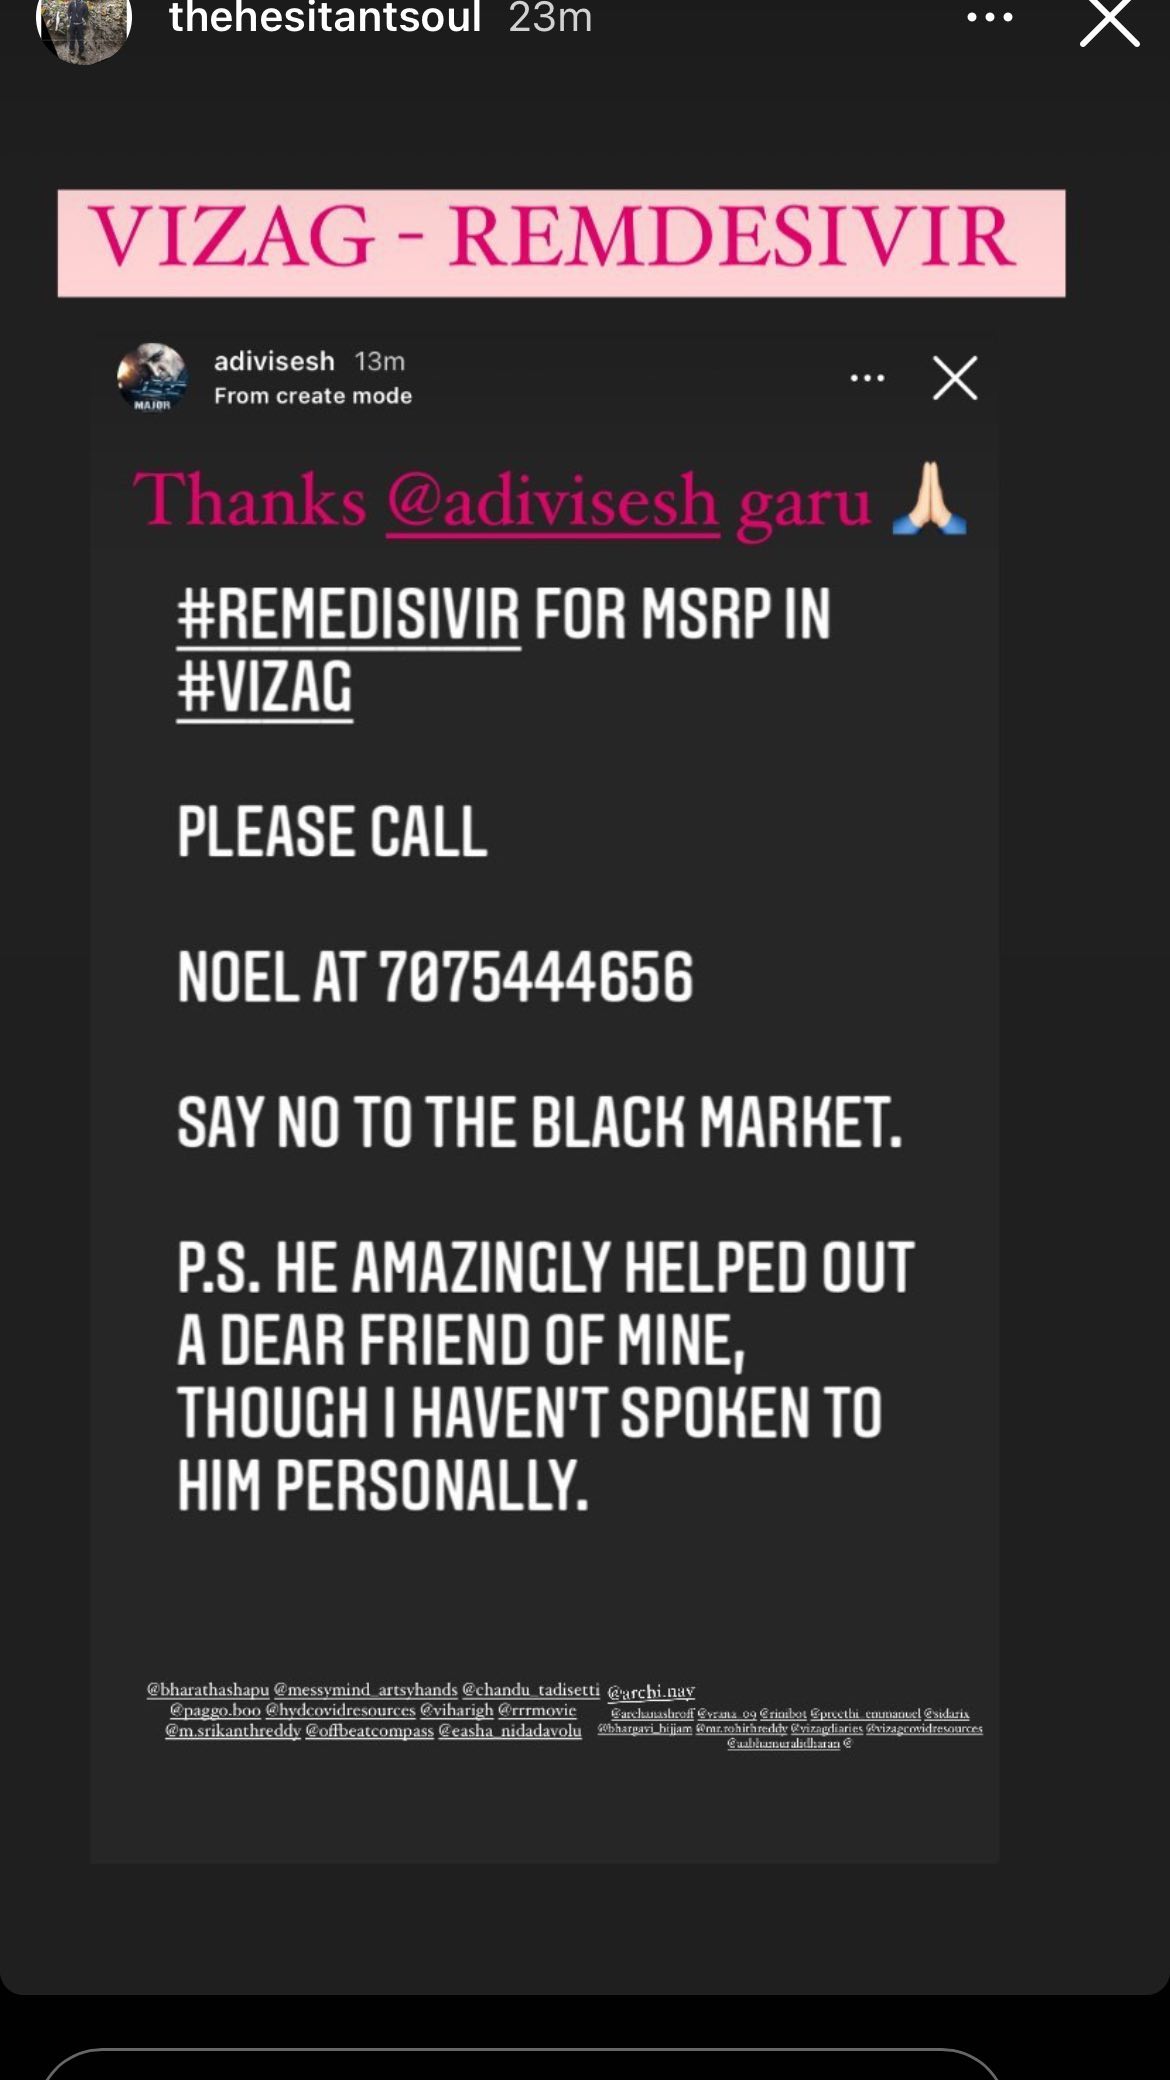 thehesitantsoul 23m
VIZAG - REMDESIVIR
adivisesh 13m
From create mode
MAJOR
Thanks @adivisesh garu 🙏🏻
#REMEDISIVIR FOR MSRP IN
#VIZAG
PLEASE CALL
NOEL AT 7075444656
SAY NO TO THE BLACK MARKET.
P.S. HE AMAZINGLY HELPED OUT
A DEAR FRIEND OF MINE,
THOUGH I HAVEN'T SPOKEN TO
HIM PERSONALLY.
@bharathashapu @messymind_artsyhands @chandu_tadisetti
@paggo.boo @hydcovidresources @viharigh @rrrmovie
@m.srikanthreddy @offbeatcompass @easha_nidadavolu
@archi.nay
@archanashroff @vrana_09 @rinibot @preethi_emmanuel @sidarix
@bhargavi_bijjam @mr.rohithreddy @vizagdiaries @vizagcovidresources
@aabhamuralidharan @